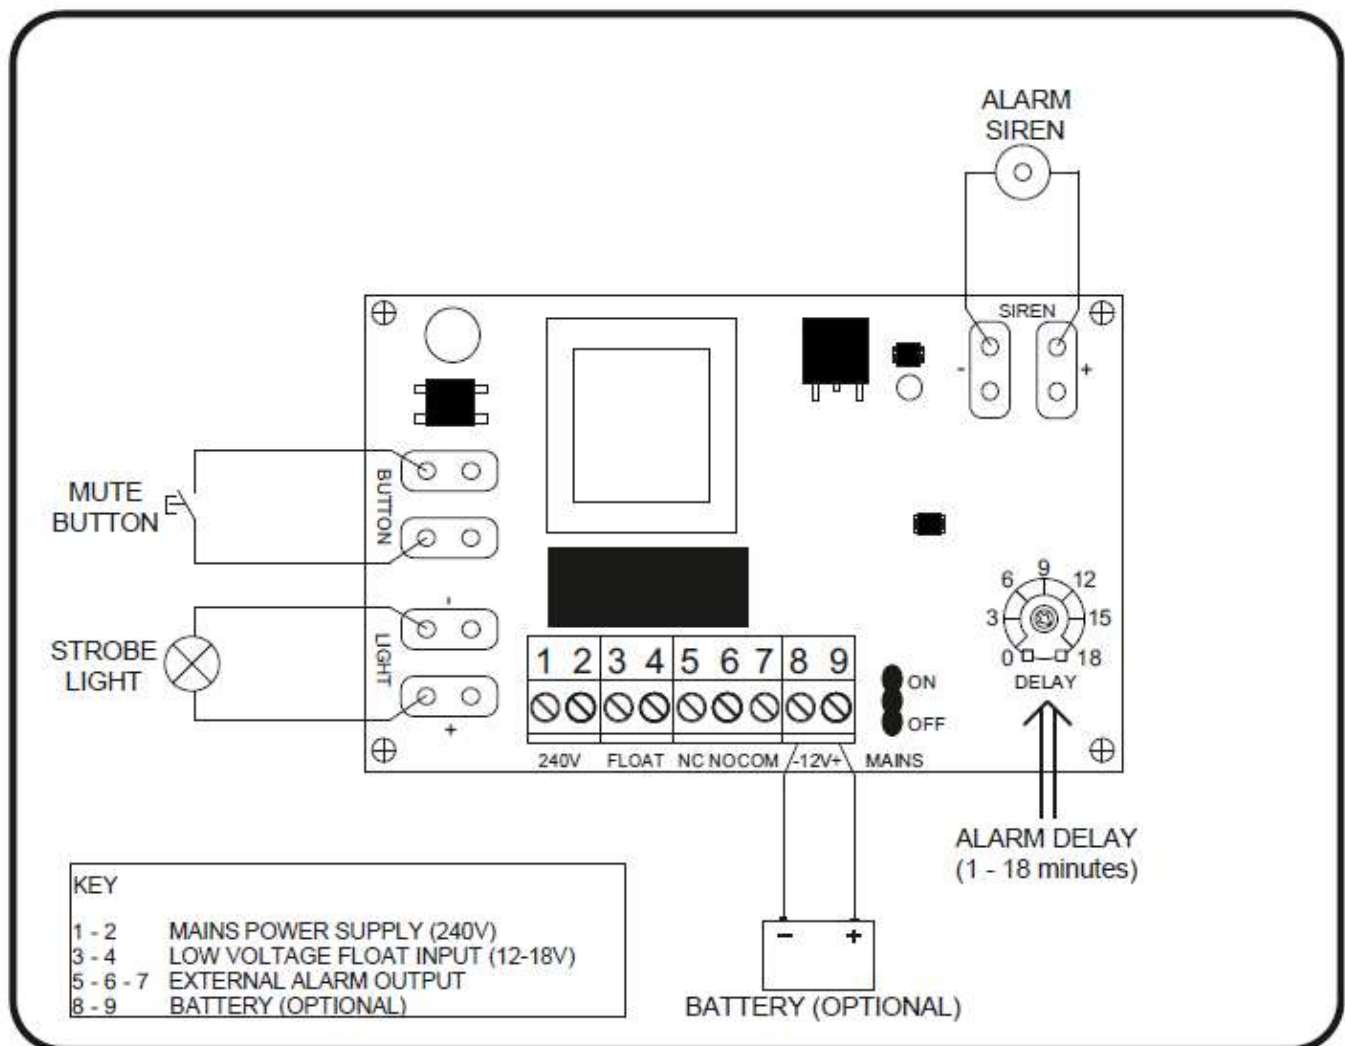 ALARM
SIREN
SIREN
-
+
MUTE
BUTTON
BUTTON
STROBE
LIGHT
LIGHT
-
+
1 2 3 4 5 6 7 8 9
240V FLOAT NC NO COM -12V+ MAINS
ON
OFF
0 3 6 9 12 15 18
DELAY
ALARM DELAY
(1 - 18 minutes)
- +
BATTERY (OPTIONAL)
KEY
1 - 2 MAINS POWER SUPPLY (240V)
3 - 4 LOW VOLTAGE FLOAT INPUT (12-18V)
5 - 6 - 7 EXTERNAL ALARM OUTPUT
8 - 9 BATTERY (OPTIONAL)